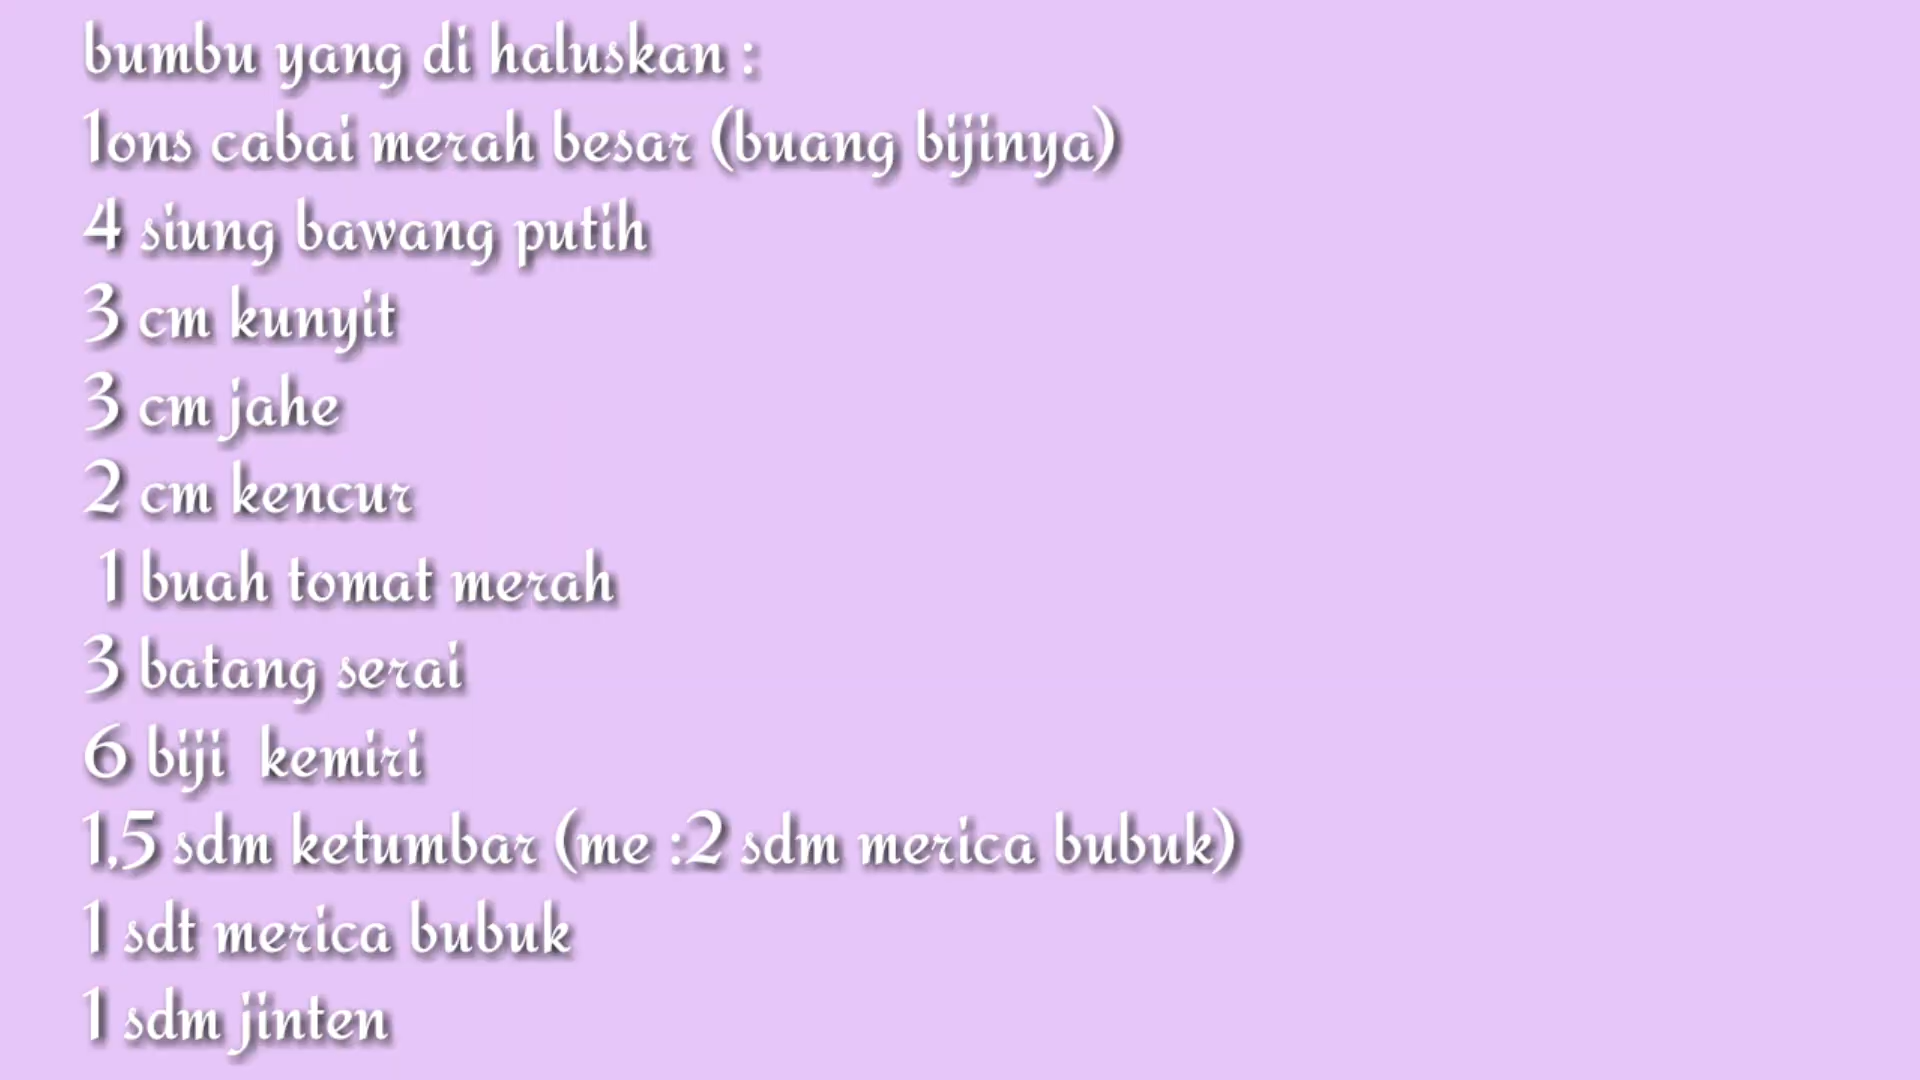 bumbu yang di haluskan :
1ons cabai merah besar (buang bijinya)
4 siung bawang putih
3 cm kunyit
3 cm jahe
2 cm kencur
1 buah tomat merah
3 batang serai
6 biji kemiri
1,5 sdm ketumbar (me :2 sdm merica bubuk)
1 sdt merica bubuk
1 sdm jinten